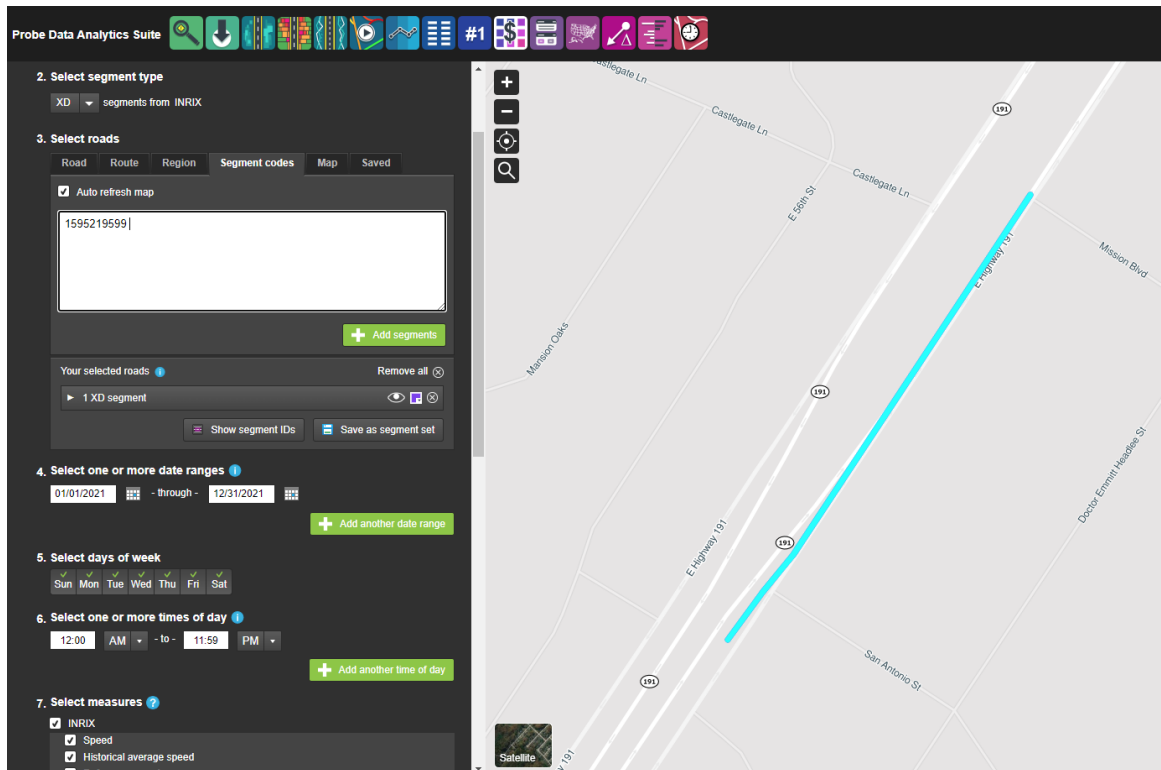 Probe Data Analytics Suite
#1
$
2. Select segment type
XD segments from INRIX
3. Select roads
Road Route Region Segment codes Map Saved
Auto refresh map
1595219599
Add segments
Your selected roads Remove all
1 XD segment
Show segment IDs Save as segment set
4. Select one or more date ranges
01/01/2021 - through - 12/31/2021
Add another date range
5. Select days of week
Sun Mon Tue Wed Thu Fri Sat
6. Select one or more times of day
12:00 AM - to - 11:59 PM
Add another time of day
7. Select measures
INRIX
Speed
Historical average speed
Castlegate Ln
191
Castlegate Ln
E 56th St
Castlegate Ln
E Highway 191
Mission Blvd
Mansion Oaks
191
Doctor Emmitt Headlee St
E Highway 191
191
San Antonio St
191
Satellite
191